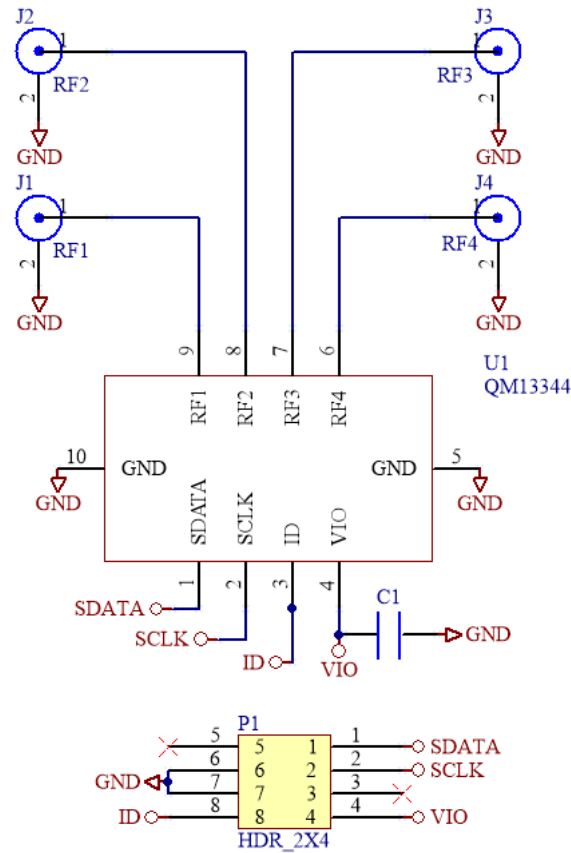 J2
J3
1
1
RF2
RF3
2
2
GND
GND
J1
J4
1
1
RF1
RF4
2
2
GND
GND
9
8
7
6
U1
QM13344
RF1
RF2
RF3
RF4
10
GND
GND
5
GND
GND
SDATA
SCLK
ID
VIO
1
2
3
4
C1
SDATA
SCLK
GND
ID
VIO
P1
5
5
1
1
SDATA
6
6
2
2
SCLK
GND
7
7
3
3
ID
8
8
4
4
VIO
HDR_2X4